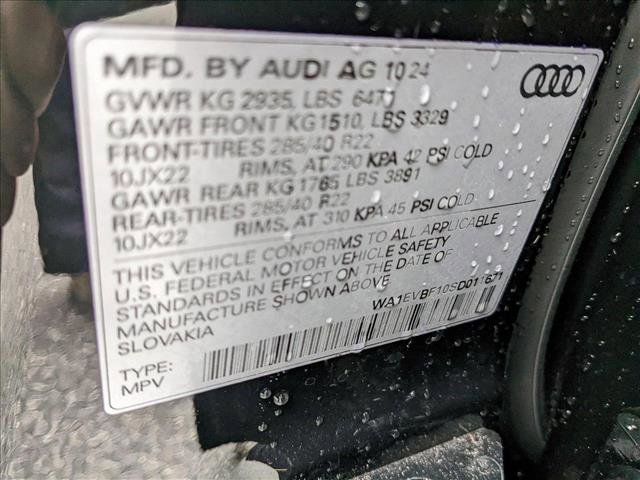 MFD. BY AUDI AG 10 24
GVWR KG 2935, LBS 6471
GAWR FRONT KG 1510, LBS 3329
FRONT-TIRES 285/40 R22
10JX22 RIMS, AT 290 KPA 42 PSI COLD
GAWR REAR KG 1765 LBS 3891
REAR-TIRES 285/40 R22
10JX22 RIMS, AT 310 KPA 45 PSI COLD
THIS VEHICLE CONFORMS TO ALL APPLICABLE
U.S. FEDERAL MOTOR VEHICLE SAFETY
STANDARDS IN EFFECT ON THE DATE OF
MANUFACTURE SHOWN ABOVE.
SLOVAKIA
TYPE:
MPV